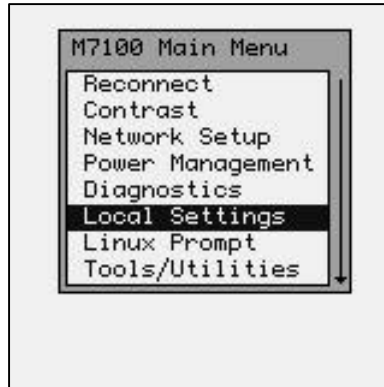 M7100 Main Menu
Reconnect
Contrast
Network Setup
Power Management
Diagnostics
Local Settings
Linux Prompt
Tools/Utilities